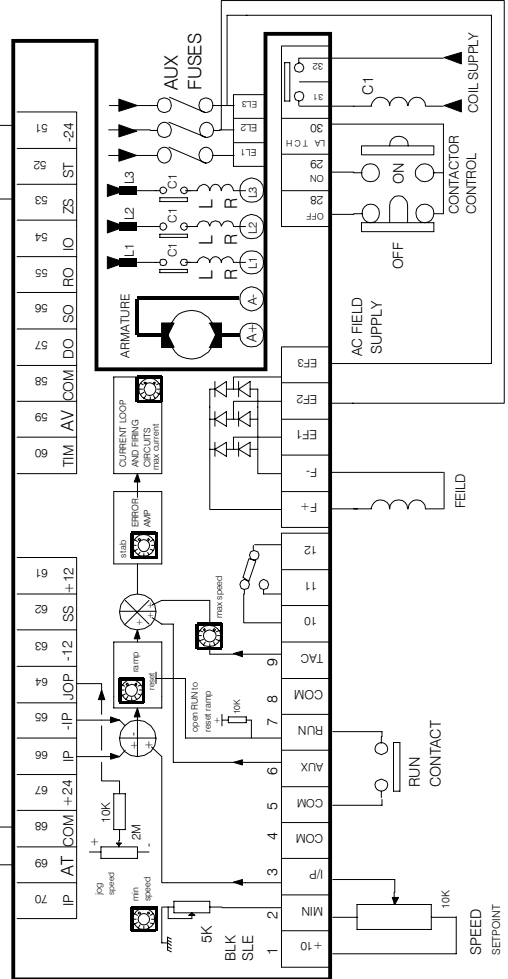 51 52 53 54 55 56 57 58 59 60
-24 ST ZS IO RO SO DO COM AV TIM
61 62 63 64 65 66 67 68 69 70
+12 SS -12 JOP -IP IP +24 COM AT IP
AUX
FUSES
EL3
EL2
EL1
L3
L2
L1
C1
C1
C1
L
R
L
R
L
R
L3
L2
L1
ARMATURE
A-
A+
CURRENT LOOP
AND FIRING
CIRCUITS
max current
stab
ERROR
AMP
ramp
reset
max speed
open RUN to
reset ramp
10K
10K
2M
jog
speed
min
speed
5K
BLK
SLE
+
-
+
-
+
+
+
+
+
32
31
30
LA TCH
29
ON
28
OFF
C1
COIL SUPPLY
ON
OFF
CONTACTOR
CONTROL
AC FIELD
SUPPLY
EF3
EF2
EF1
F-
F+
FEILD
12
11
10
9 TAC
8 COM
7 RUN
6 AUX
5 COM
4 COM
3 I/P
2 MIN
1 +10
RUN
CONTACT
10K
SPEED
SETPOINT